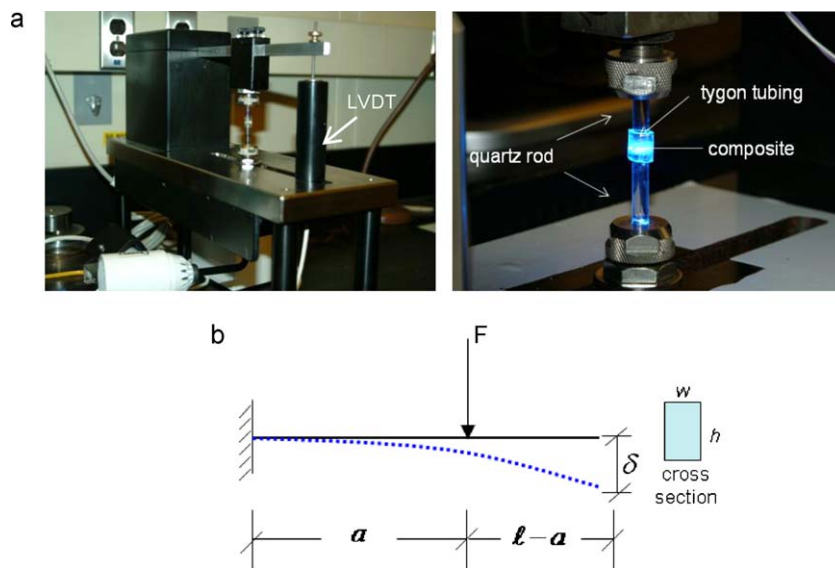 a
LVDT
tygon tubing
quartz rod
composite
b
F
w
h
δ
cross
section
a
ℓ-a